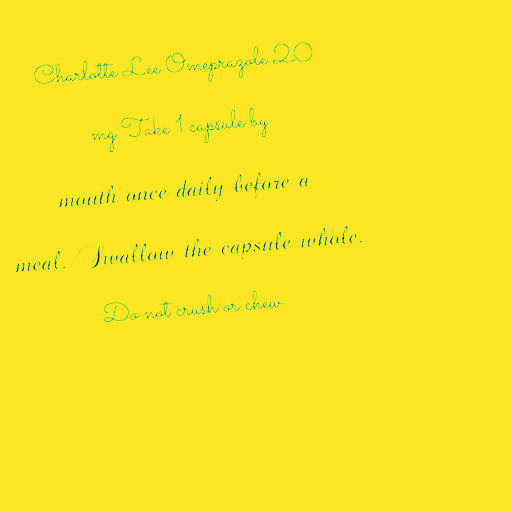 Charlotte Lee Omeprazole 20
mg Take 1 capsule by
mouth once daily before a
meal. Swallow the capsule whole.
Do not crush or chew.